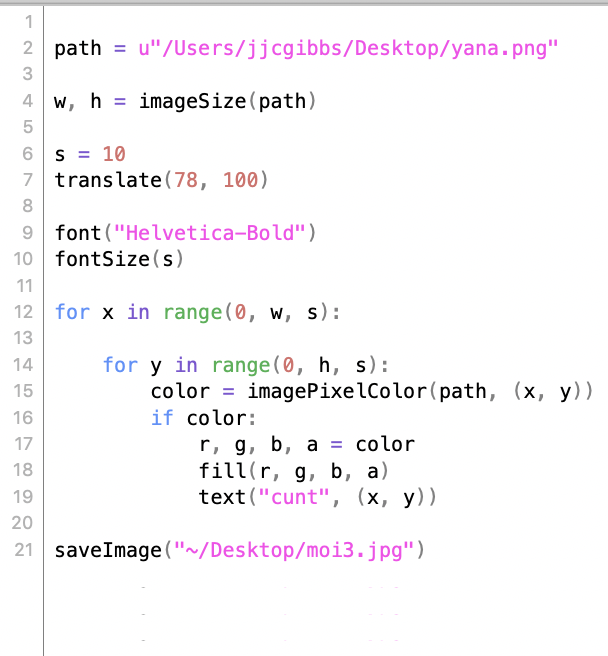 1
2 path = u"/Users/jjcgibbs/Desktop/yana.png"
3
4 w, h = imageSize(path)
5
6 s = 10
7 translate(78, 100)
8
9 font("Helvetica-Bold")
10 fontSize(s)
11
12 for x in range(0, w, s):
13
14     for y in range(0, h, s):
15         color = imagePixelColor(path, (x, y))
16         if color:
17             r, g, b, a = color
18             fill(r, g, b, a)
19             text("cunt", (x, y))
20
21 saveImage("~/Desktop/moi3.jpg")